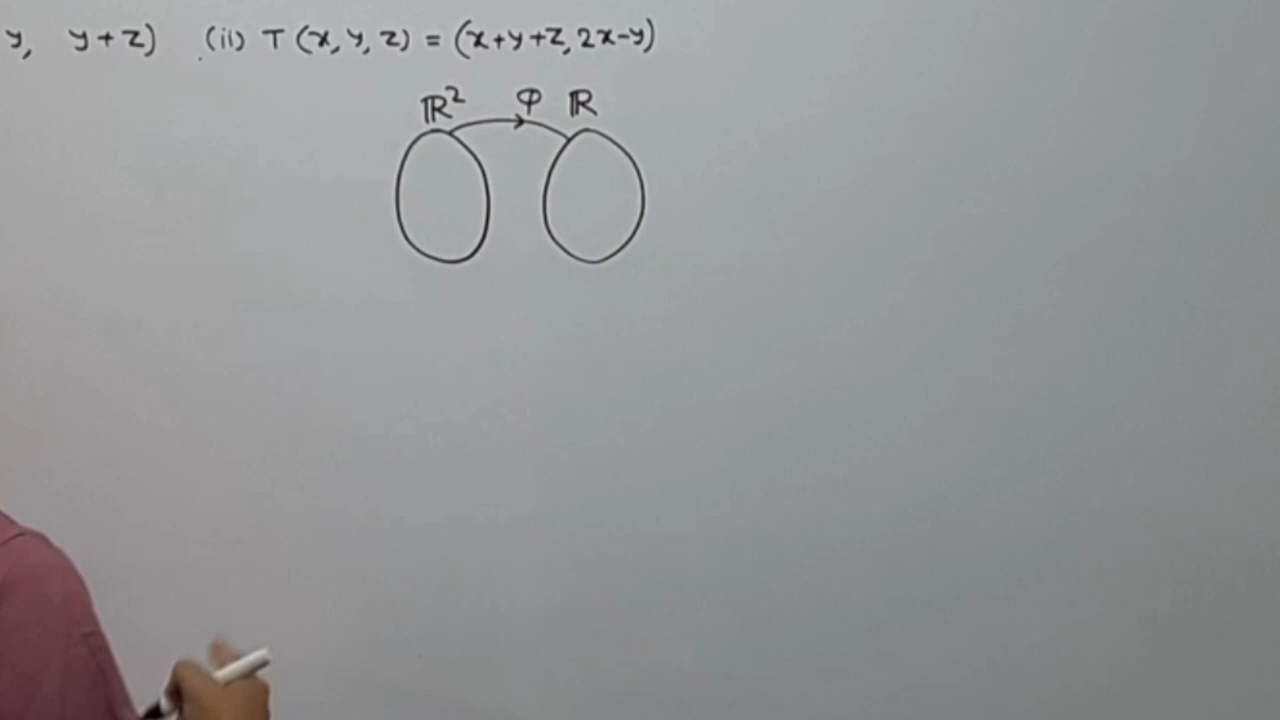 y, y+z) (ii) T(x, y, z) = (x+y+z, 2x-y)
ℝ² φ ℝ